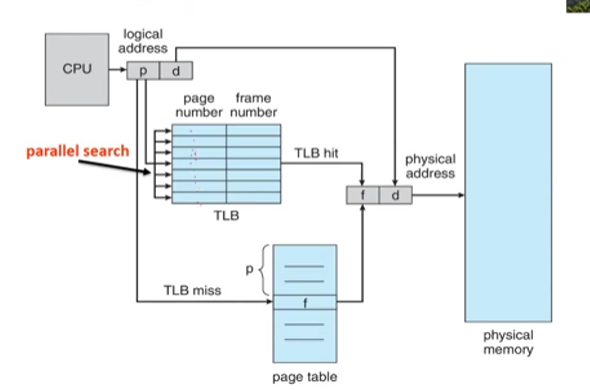 logical
address
CPU
p d
page frame
number number
parallel search
TLB hit
physical
address
f d
TLB
p
TLB miss
f
physical
memory
page table